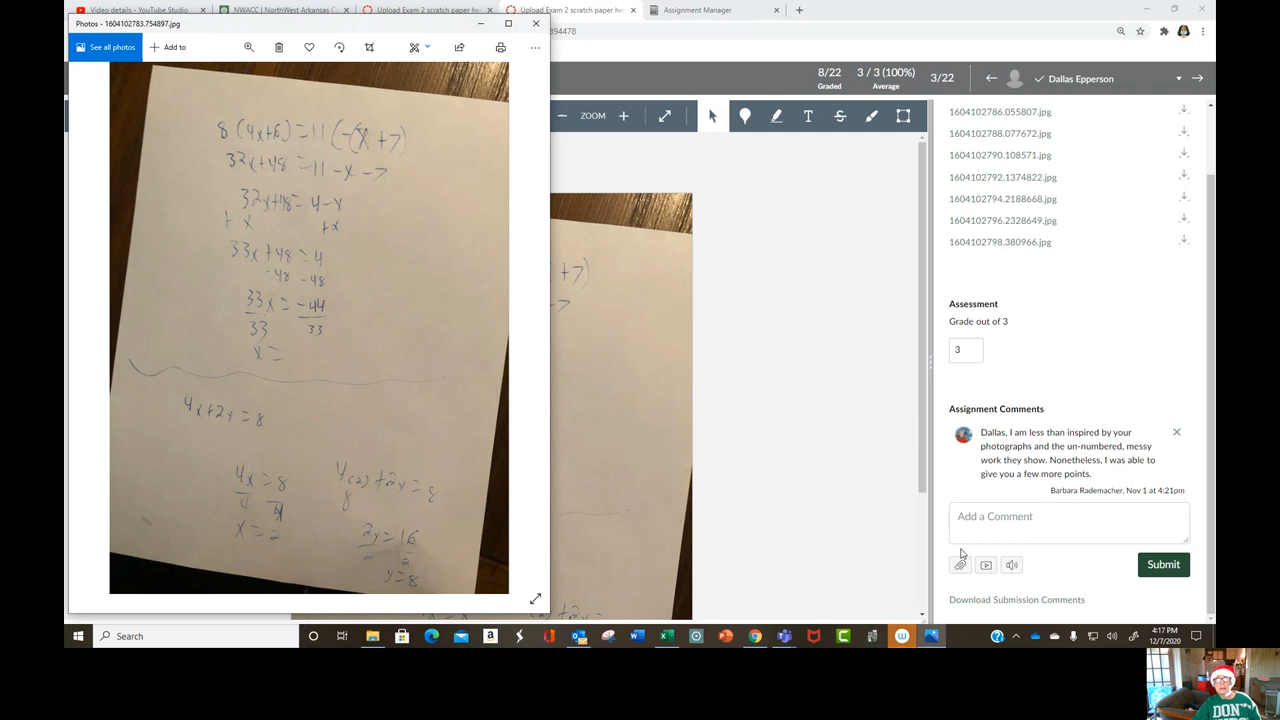 Video details - YouTube Studio
NWACC | NorthWest Arkansas C
Upload Exam 2 scratch paper he
Upload Exam 2 scratch paper he
Assignment Manager
Photos - 1604102783.754897.jpg
894478
See all photos
Add to
8/22
Graded
3 / 3 (100%)
Average
3/22
Dallas Epperson
ZOOM
8 (4x+6) = 11 (-(x + 7)
32x+48 = 11 -x -7
32x+48 = 4-x
+ x +x
33x +48 = 4
-48 -48
33x = -44
33 33
x =
4x+2y = 8
4x = 8
x =
4(2) +2y = 8
8
2y = 16
2
y = 8
+ 7)
-7
1604102786.055807.jpg
1604102788.077672.jpg
1604102790.108571.jpg
1604102792.1374822.jpg
1604102794.2188668.jpg
1604102796.2328649.jpg
1604102798.380966.jpg
Assessment
Grade out of 3
3
Assignment Comments
Dallas, I am less than inspired by your
photographs and the un-numbered, messy
work they show. Nonetheless, I was able to
give you a few more points.
Barbara Rademacher, Nov 1 at 4:21pm
Add a Comment
Submit
Download Submission Comments
Search
4:17 PM
12/7/2020
DON